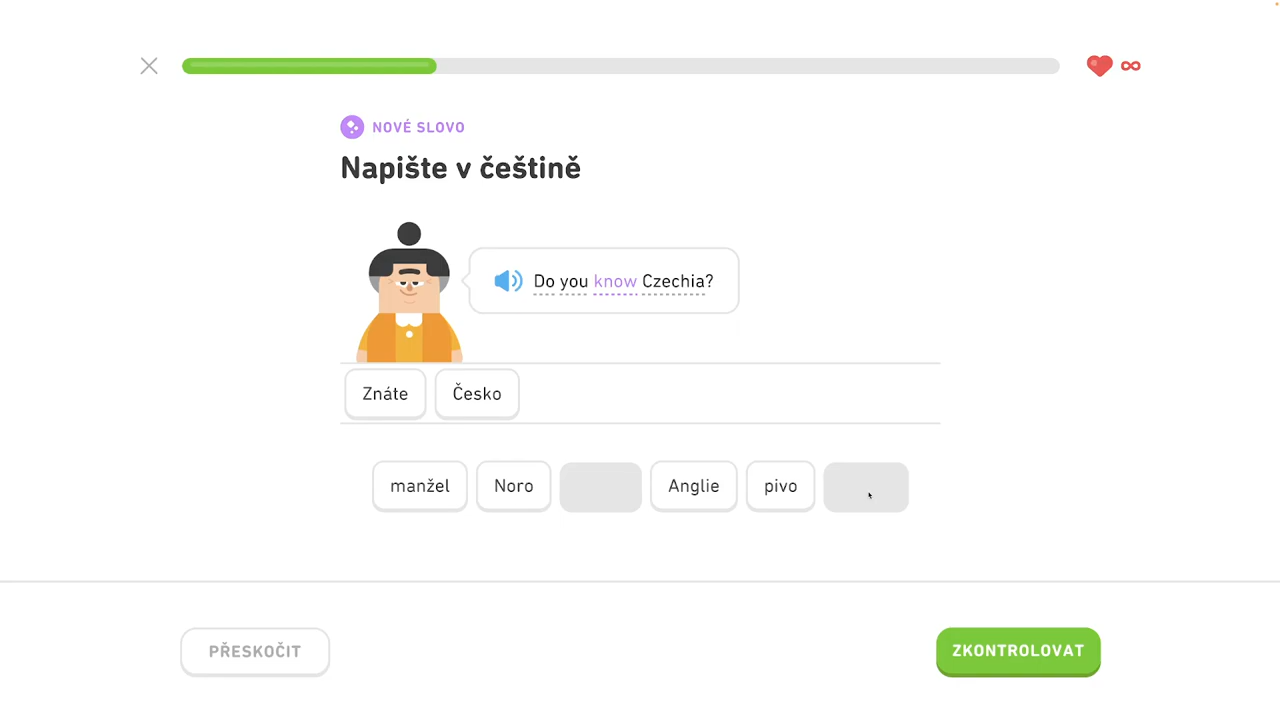 NOVÉ SLOVO
Napište v češtině
Do you know Czechia?
Znáte Česko
manžel Noro Anglie pivo
PŘESKOČIT ZKONTROLOVAT